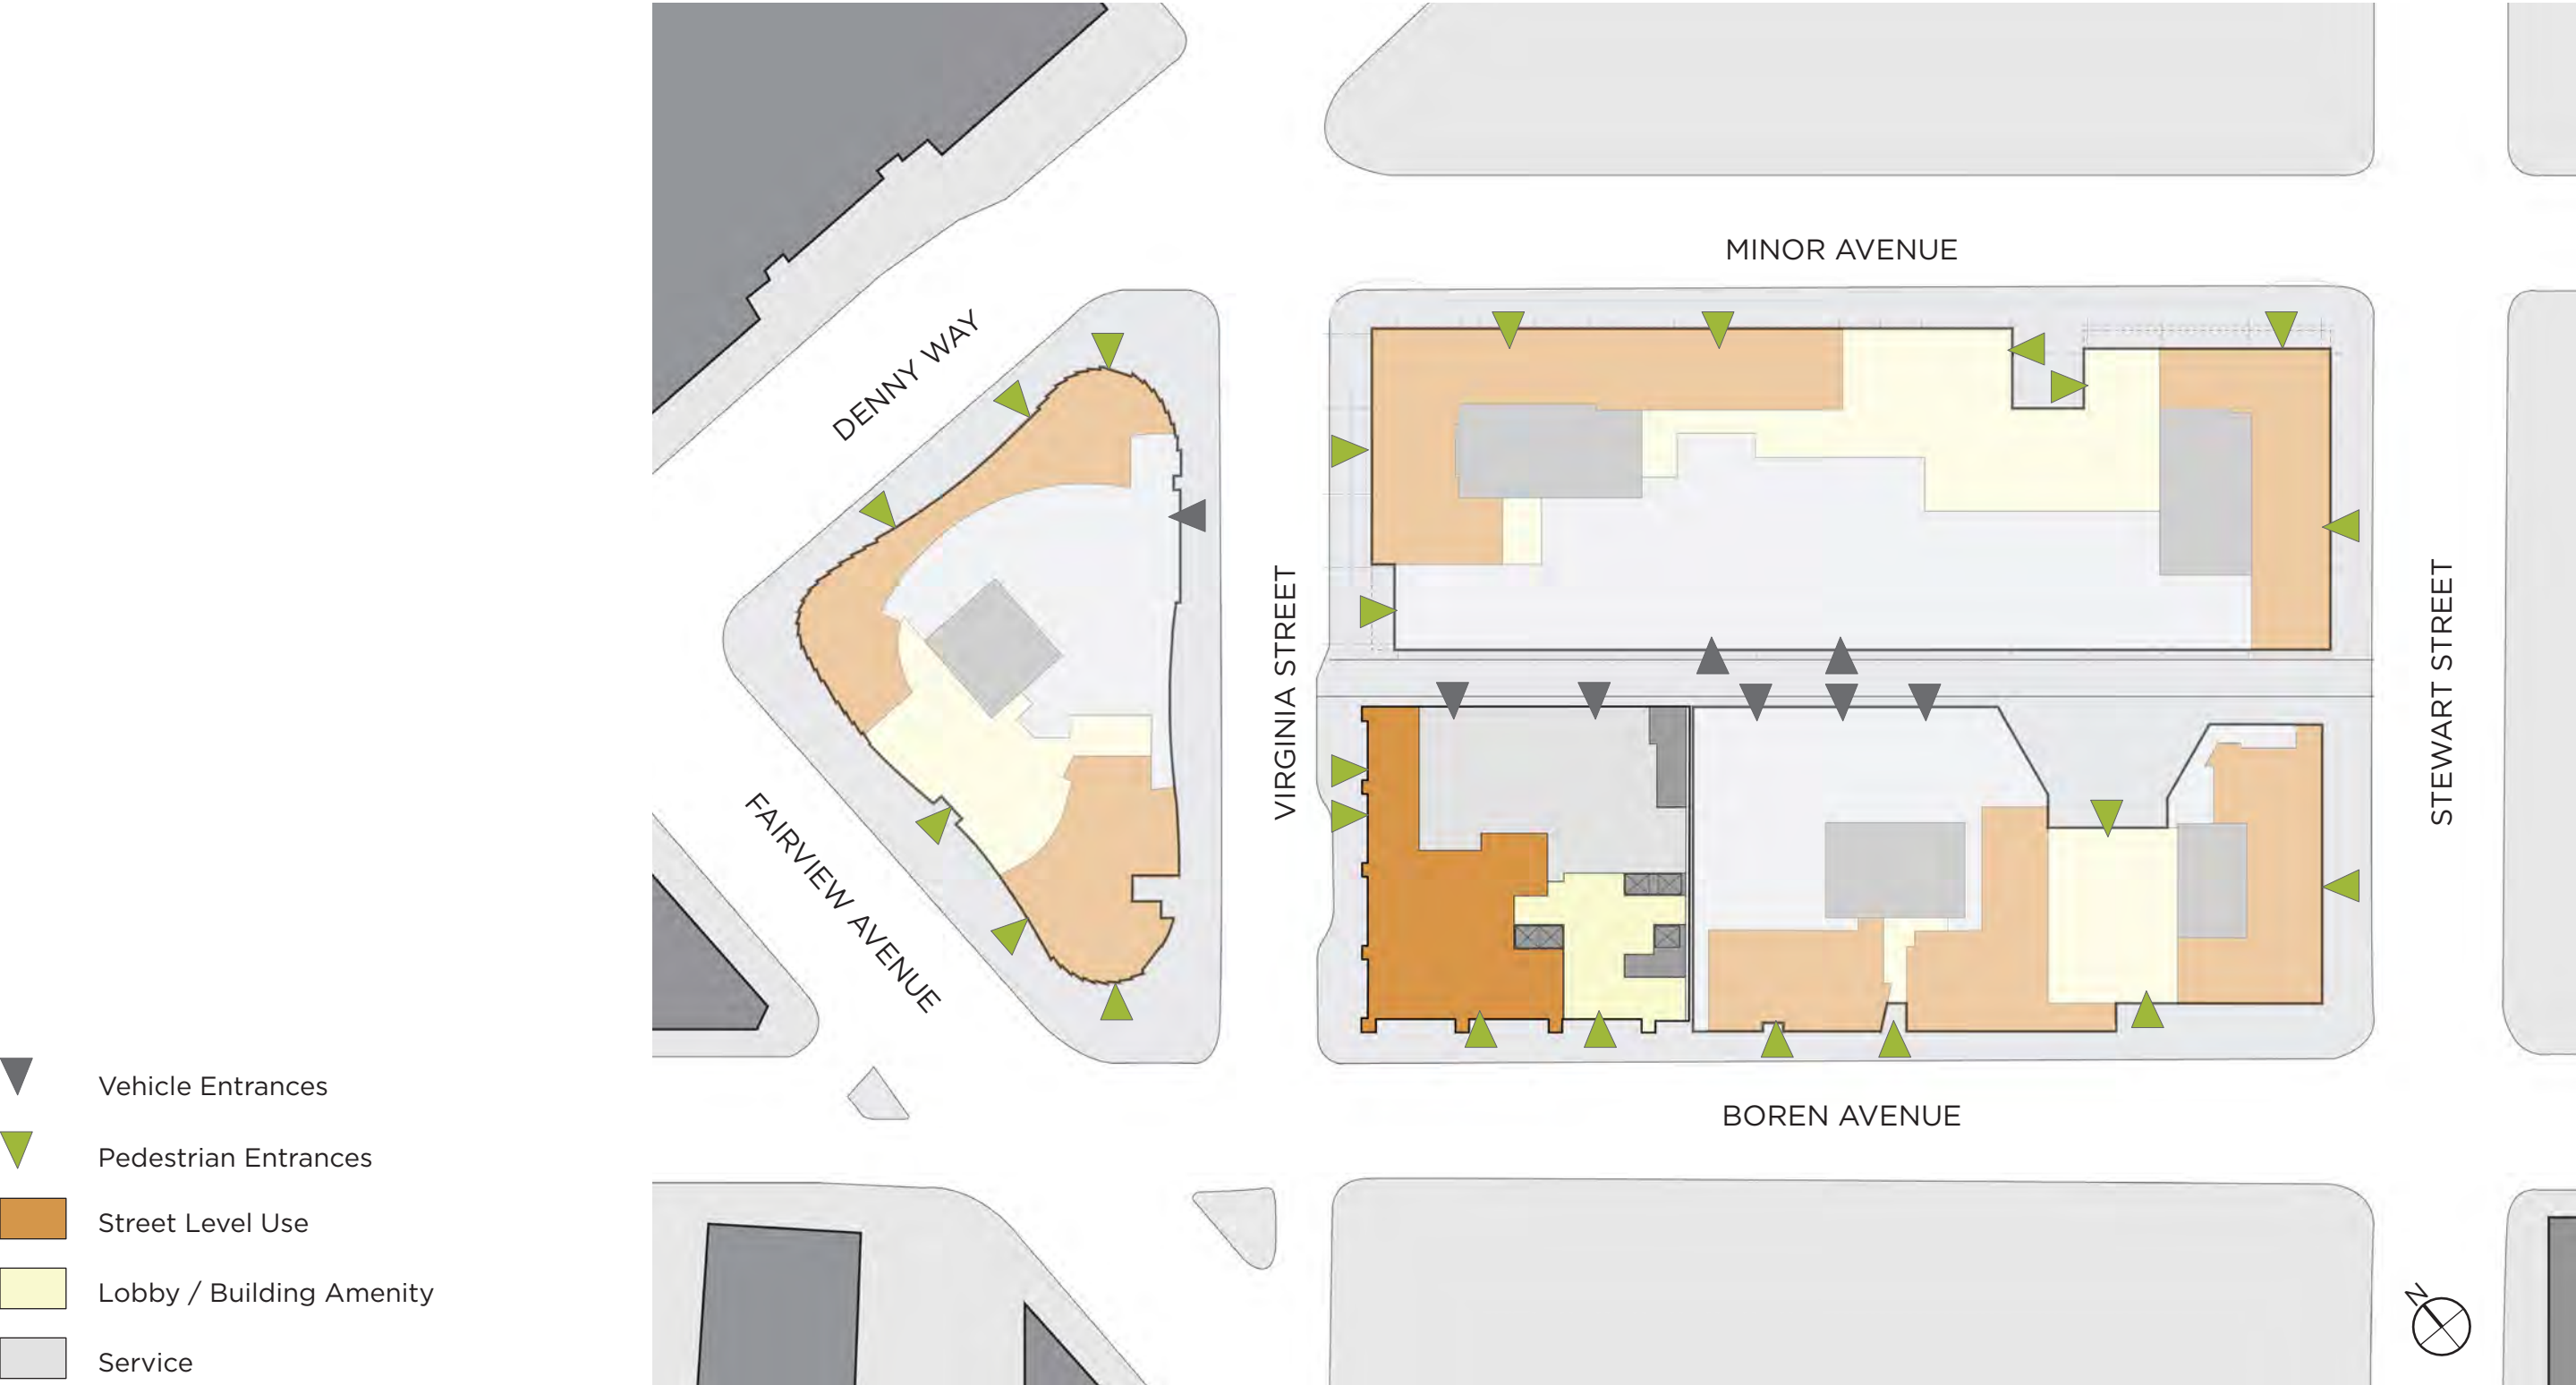 MINOR AVENUE
DENNY WAY
VIRGINIA STREET
STEWART STREET
FAIRVIEW AVENUE
BOREN AVENUE
Vehicle Entrances
Pedestrian Entrances
Street Level Use
Lobby / Building Amenity
Service
N